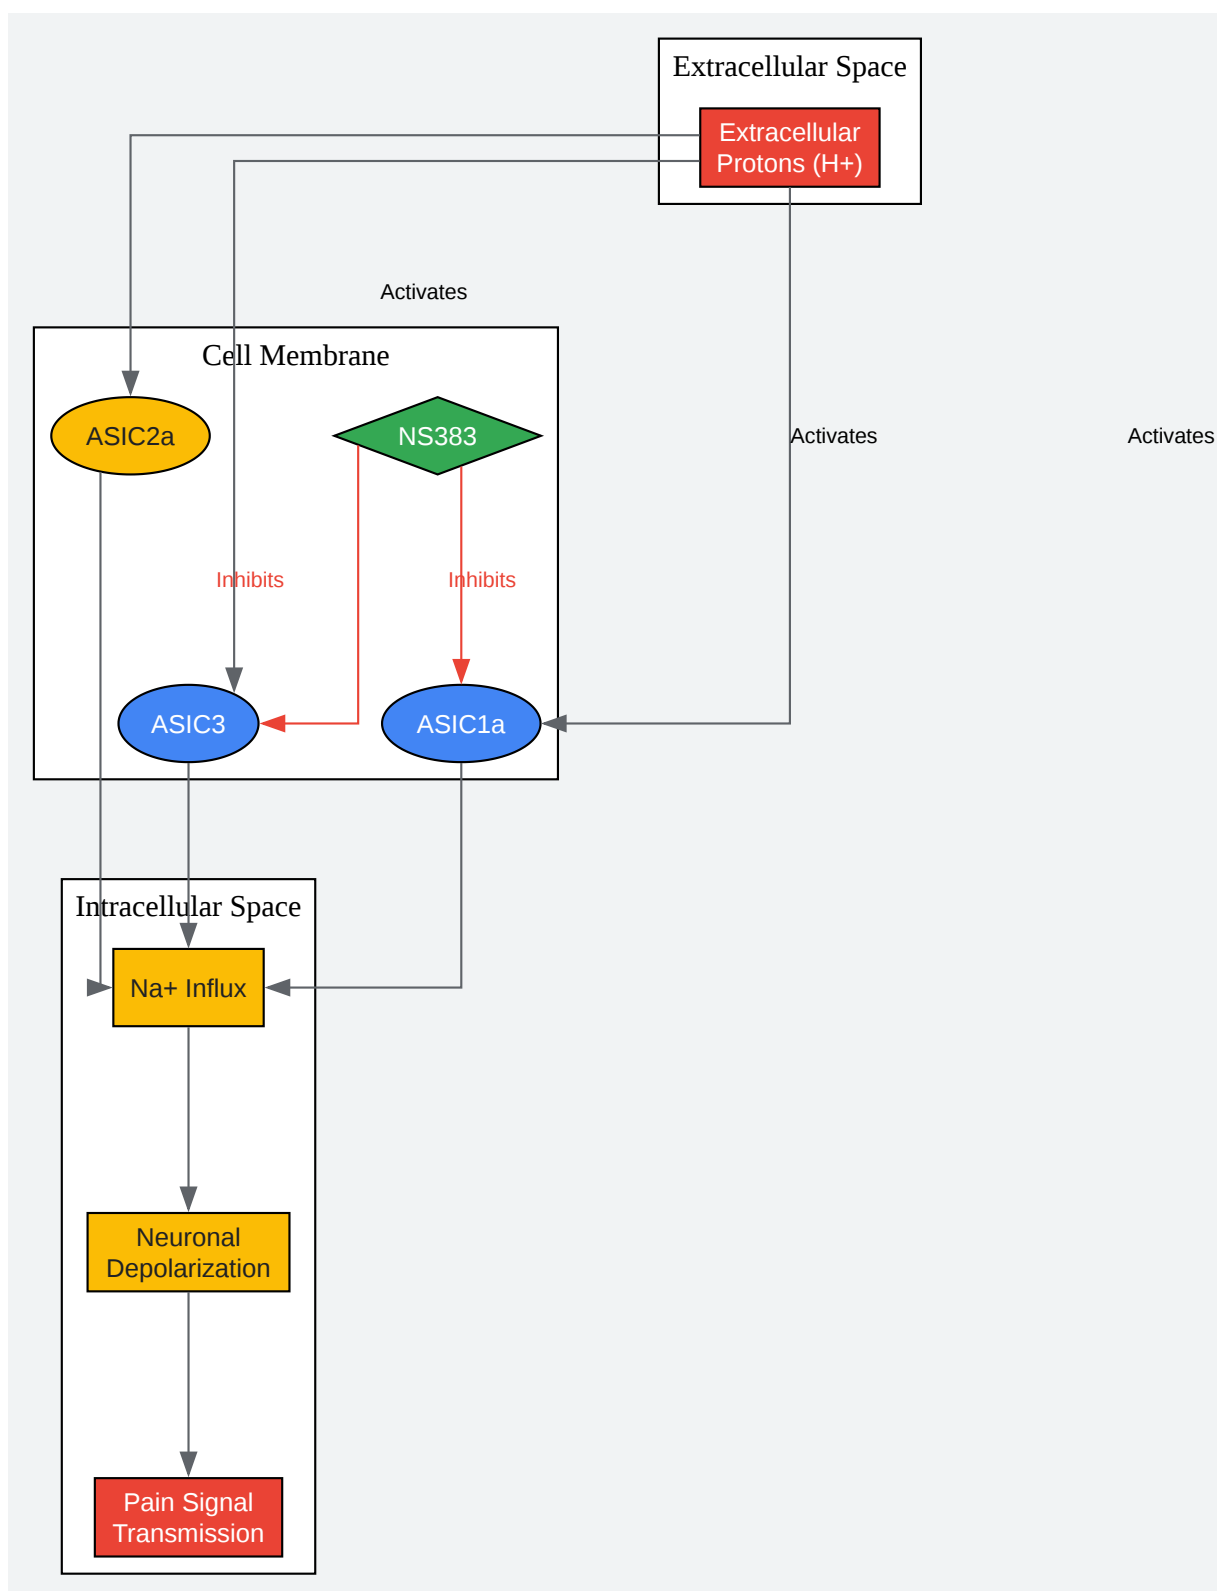 Extracellular Space
Extracellular
Protons (H+)
Activates
Cell Membrane
ASIC2a
NS383
Activates
Activates
Inhibits
Inhibits
ASIC3
ASIC1a
Intracellular Space
Na+ Influx
Neuronal
Depolarization
Pain Signal
Transmission